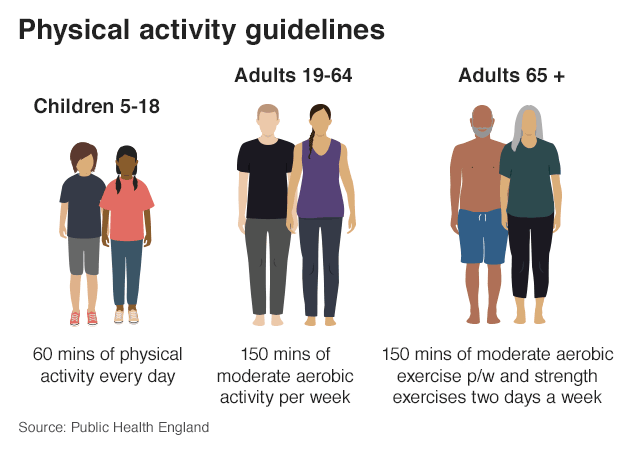 Physical activity guidelines
Children 5-18
60 mins of physical
activity every day
Adults 19-64
150 mins of
moderate aerobic
activity per week
Adults 65 +
150 mins of moderate aerobic
exercise p/w and strength
exercises two days a week
Source: Public Health England